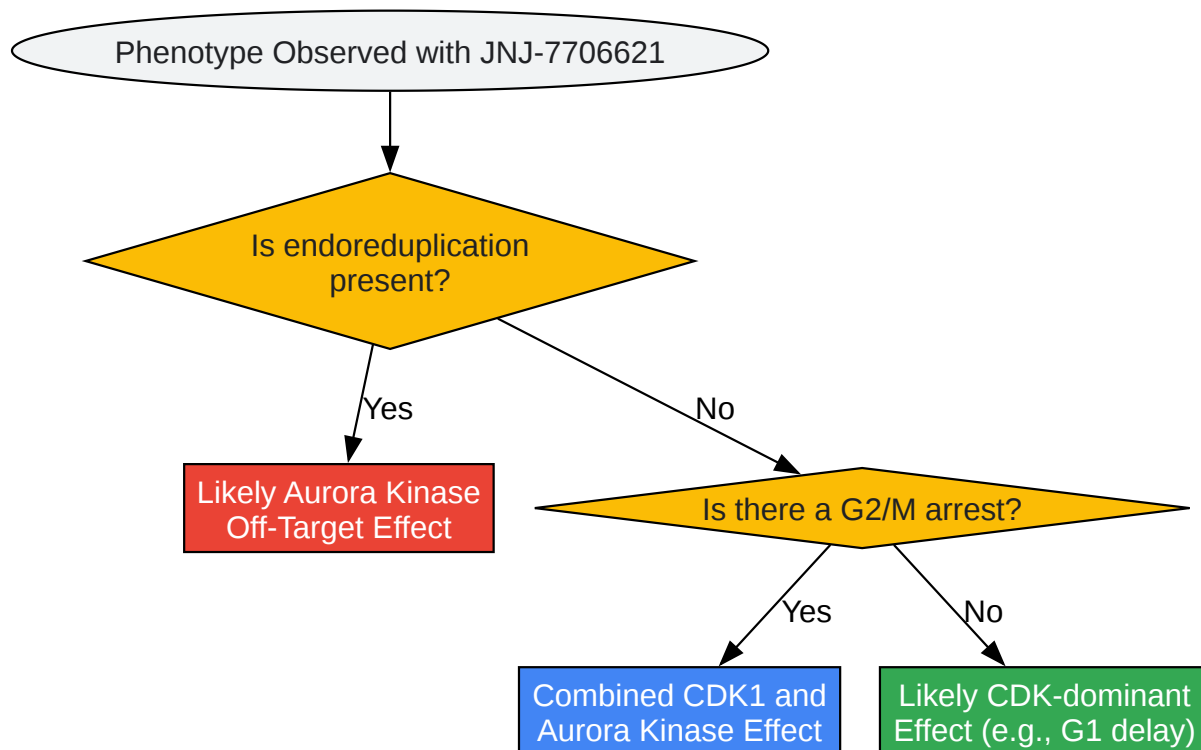 Phenotype Observed with JNJ-7706621
Is endoreduplication
present?
Yes
No
Likely Aurora Kinase
Off-Target Effect
Is there a G2/M arrest?
Yes
No
Combined CDK1 and
Aurora Kinase Effect
Likely CDK-dominant
Effect (e.g., G1 delay)